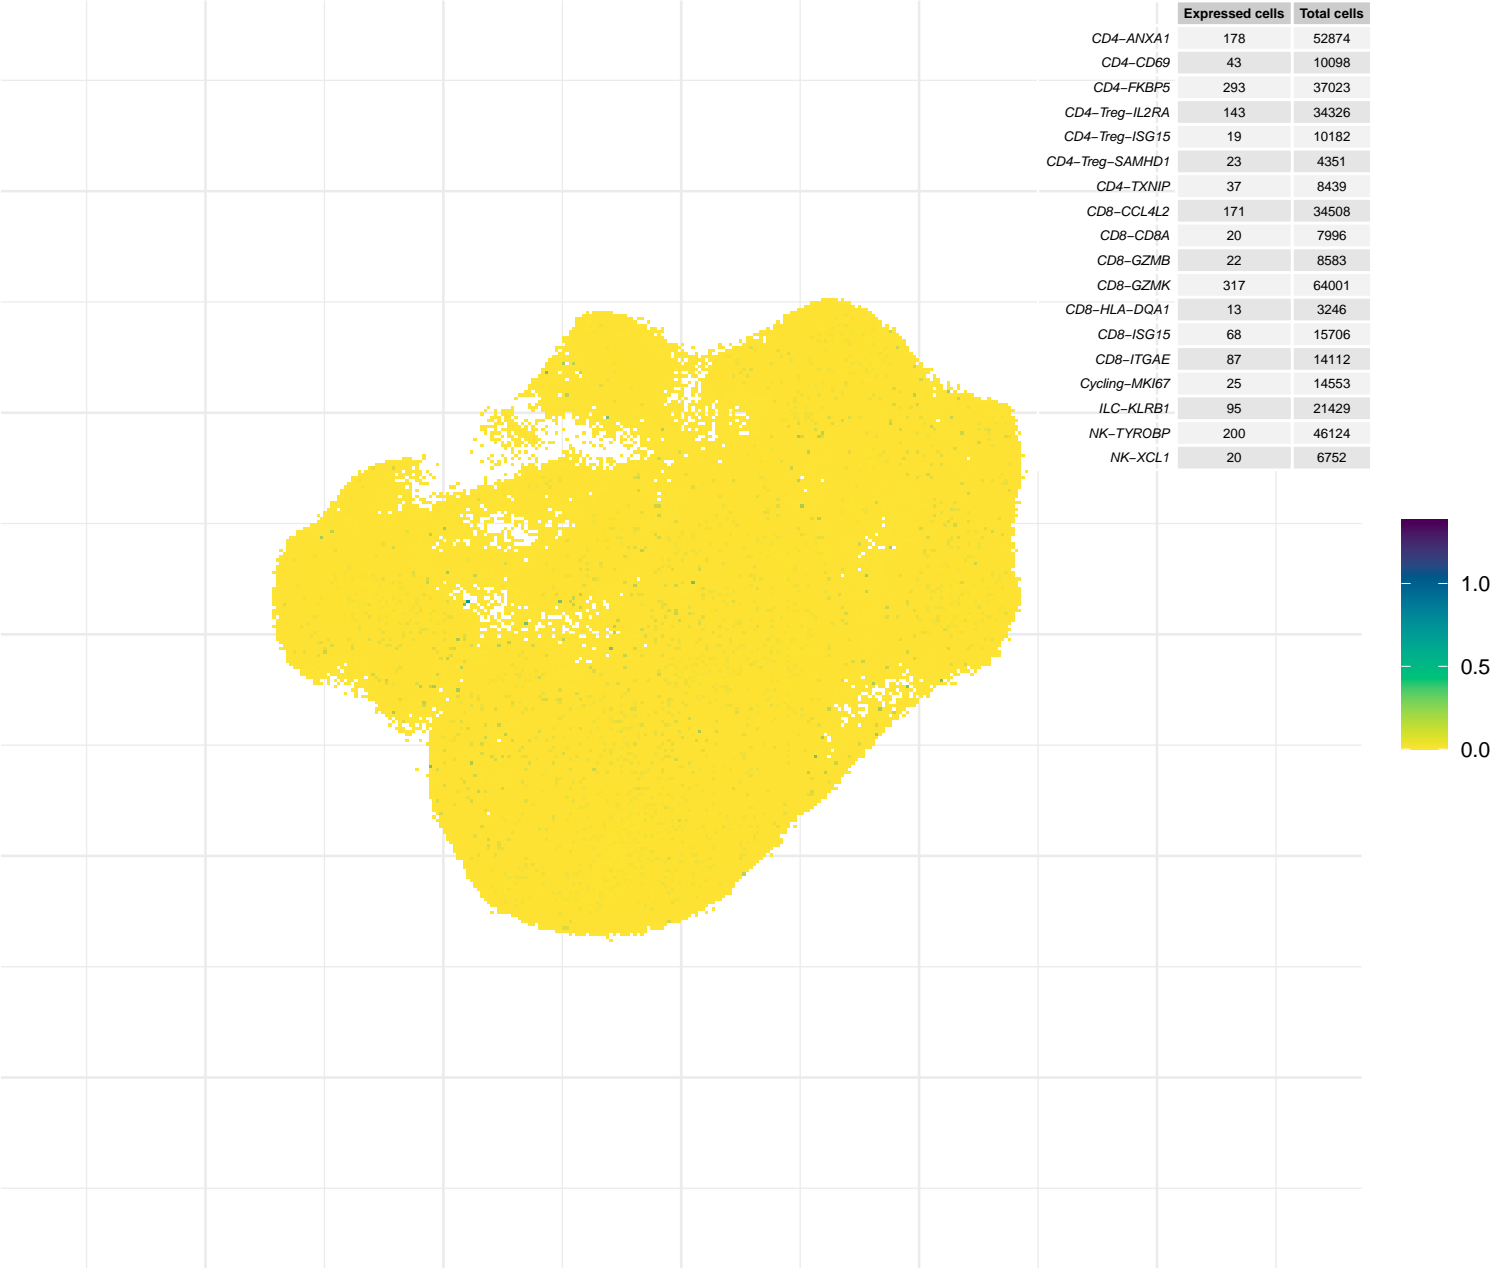 Expressed cells Total cells
CD4−ANXA1 178 52874
CD4−CD69 43 10098
CD4−FKBP5 293 37023
CD4−Treg−IL2RA 143 34326
CD4−Treg−ISG15 19 10182
CD4−Treg−SAMHD1 23 4351
CD4−TXNIP 37 8439
CD8−CCL4L2 171 34508
CD8−CD8A 20 7996
CD8−GZMB 22 8583
CD8−GZMK 317 64001
CD8−HLA−DQA1 13 3246
CD8−ISG15 68 15706
CD8−ITGAE 87 14112
Cycling−MKI67 25 14553
ILC−KLRB1 95 21429
NK−TYROBP 200 46124
NK−XCL1 20 6752
1.0
0.5
0.0